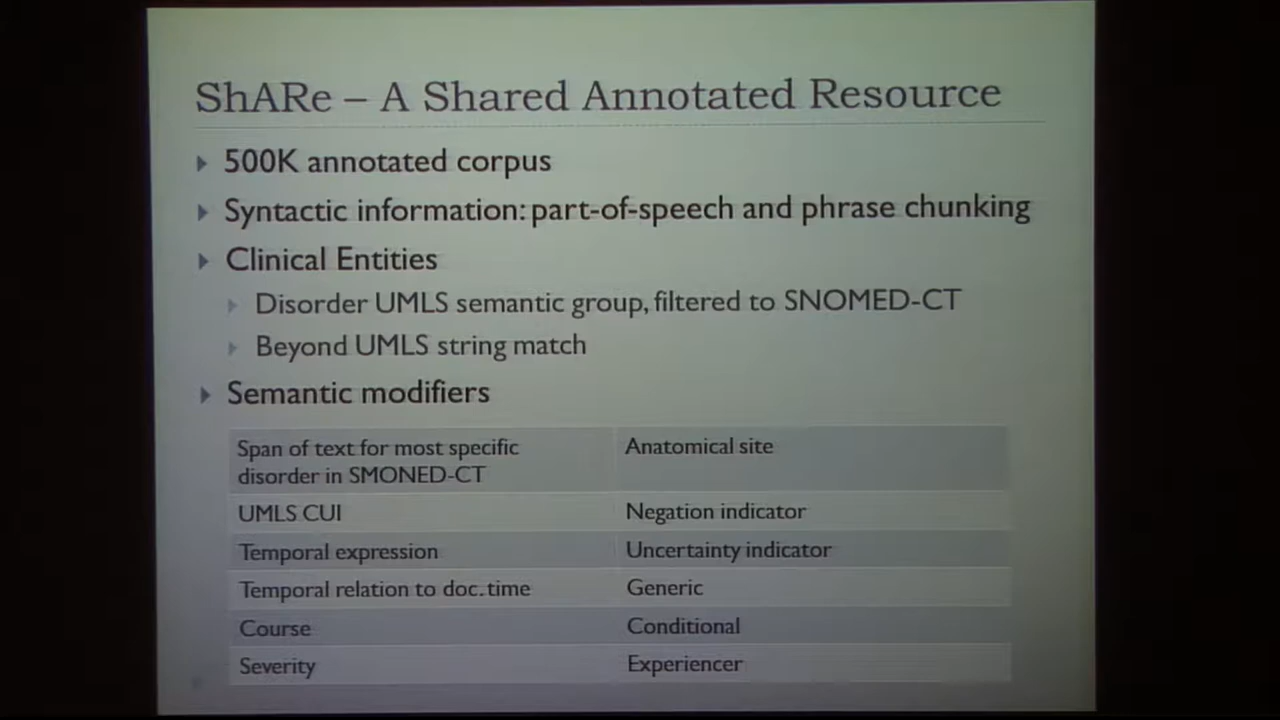 ShARe – A Shared Annotated Resource
500K annotated corpus
Syntactic information: part-of-speech and phrase chunking
Clinical Entities
Disorder UMLS semantic group, filtered to SNOMED-CT
Beyond UMLS string match
Semantic modifiers
Span of text for most specific
disorder in SMONED-CT
Anatomical site
UMLS CUI
Negation indicator
Temporal expression
Uncertainty indicator
Temporal relation to doc. time
Generic
Course
Conditional
Severity
Experiencer